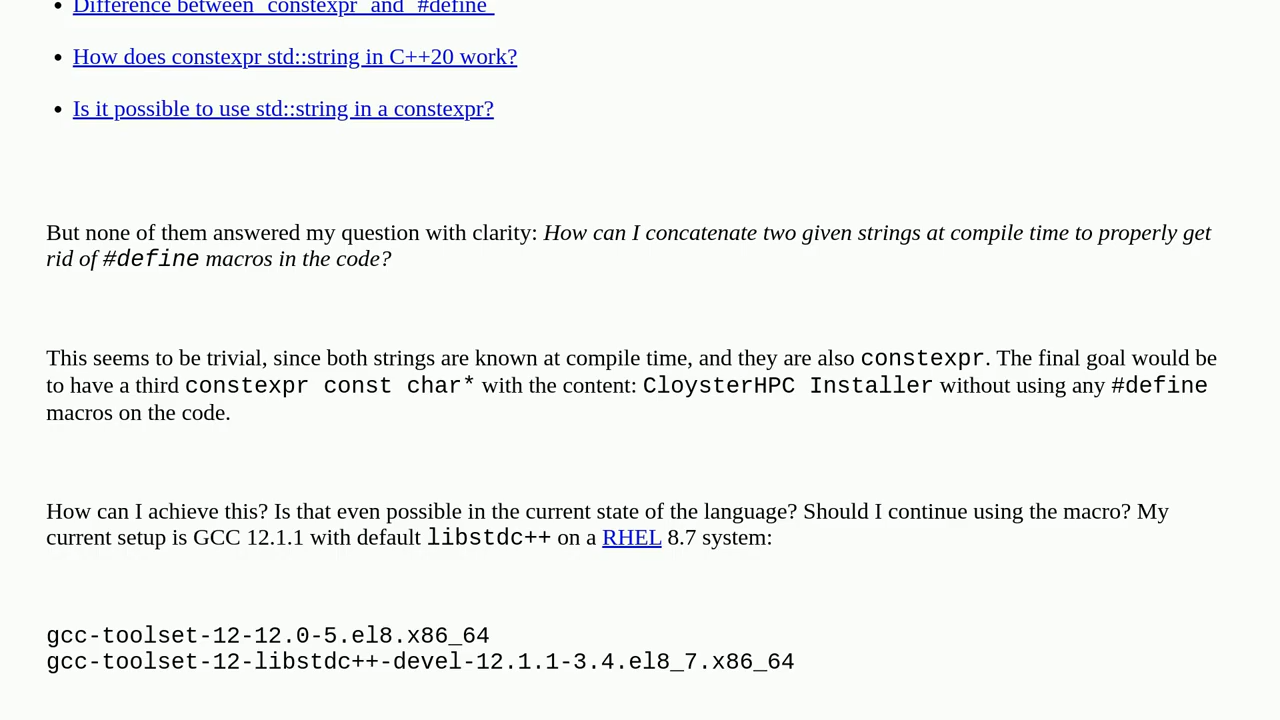 Difference between `constexpr` and `#define`
How does constexpr std::string in C++20 work?
Is it possible to use std::string in a constexpr?
But none of them answered my question with clarity: How can I concatenate two given strings at compile time to properly get
rid of #define macros in the code?
This seems to be trivial, since both strings are known at compile time, and they are also constexpr. The final goal would be
to have a third constexpr const char* with the content: CloysterHPC Installer without using any #define
macros on the code.
How can I achieve this? Is that even possible in the current state of the language? Should I continue using the macro? My
current setup is GCC 12.1.1 with default libstdc++ on a RHEL 8.7 system:
gcc-toolset-12-12.0-5.el8.x86_64
gcc-toolset-12-libstdc++-devel-12.1.1-3.4.el8_7.x86_64